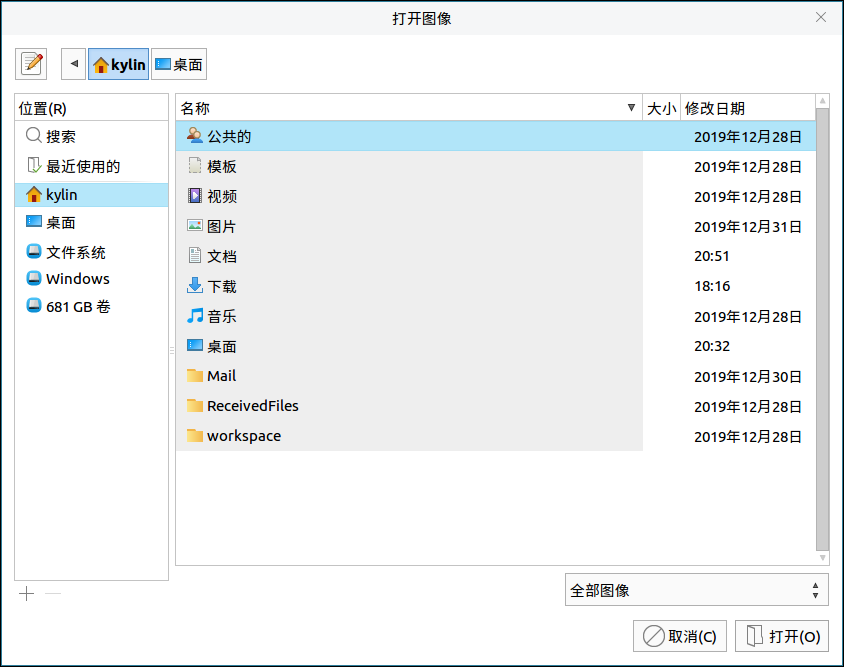 打开图像
kylin 桌面
位置(R)
搜索
最近使用的
kylin
桌面
文件系统
Windows
681 GB 卷
名称 大小 修改日期
公共的 2019年12月28日
模板 2019年12月28日
视频 2019年12月28日
图片 2019年12月31日
文档 20:51
下载 18:16
音乐 2019年12月28日
桌面 20:32
Mail 2019年12月30日
ReceivedFiles 2019年12月28日
workspace 2019年12月28日
全部图像
取消(C) 打开(O)